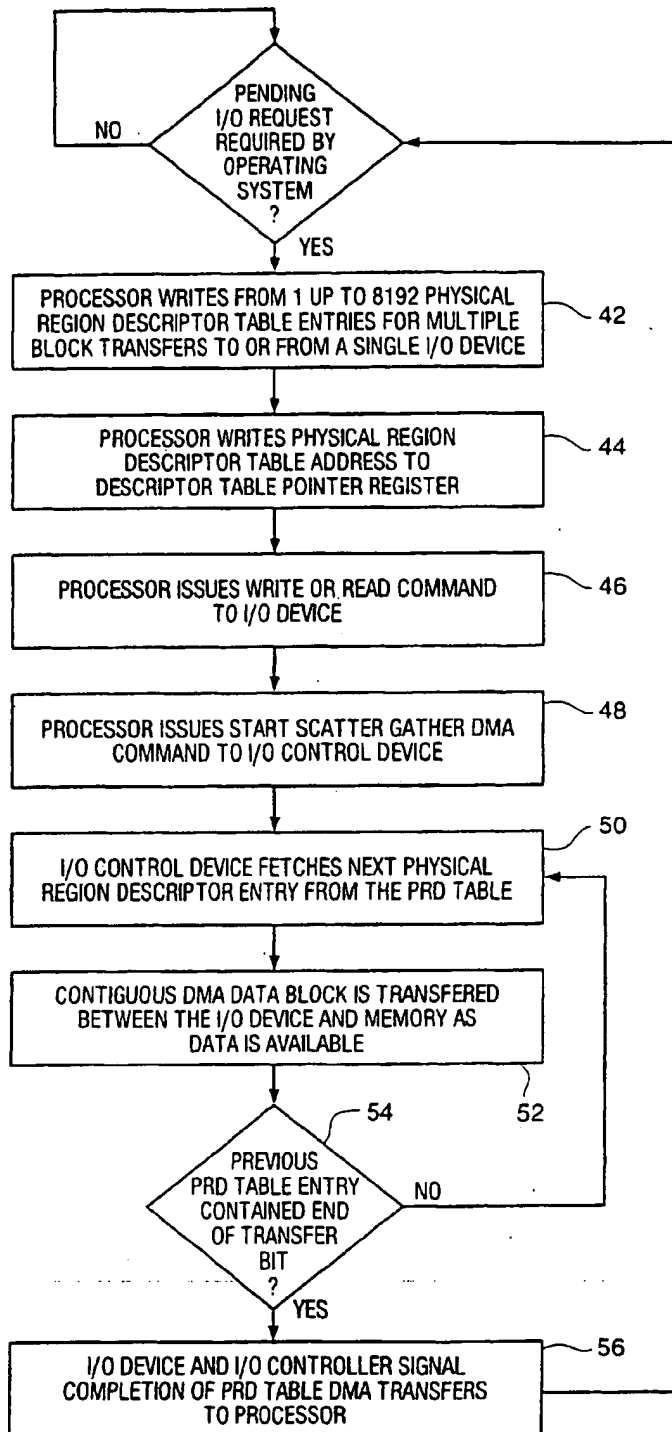 PENDING
I/O REQUEST
REQUIRED BY
OPERATING
SYSTEM
?
NO
YES
PROCESSOR WRITES FROM 1 UP TO 8192 PHYSICAL
REGION DESCRIPTOR TABLE ENTRIES FOR MULTIPLE
BLOCK TRANSFERS TO OR FROM A SINGLE I/O DEVICE
42
PROCESSOR WRITES PHYSICAL REGION
DESCRIPTOR TABLE ADDRESS TO
DESCRIPTOR TABLE POINTER REGISTER
44
PROCESSOR ISSUES WRITE OR READ COMMAND
TO I/O DEVICE
46
PROCESSOR ISSUES START SCATTER GATHER DMA
COMMAND TO I/O CONTROL DEVICE
48
I/O CONTROL DEVICE FETCHES NEXT PHYSICAL
REGION DESCRIPTOR ENTRY FROM THE PRD TABLE
50
CONTIGUOUS DMA DATA BLOCK IS TRANSFERED
BETWEEN THE I/O DEVICE AND MEMORY AS
DATA IS AVAILABLE
52
PREVIOUS
PRD TABLE ENTRY
CONTAINED END
OF TRANSFER
BIT
?
54
NO
YES
I/O DEVICE AND I/O CONTROLLER SIGNAL
COMPLETION OF PRD TABLE DMA TRANSFERS
TO PROCESSOR
56